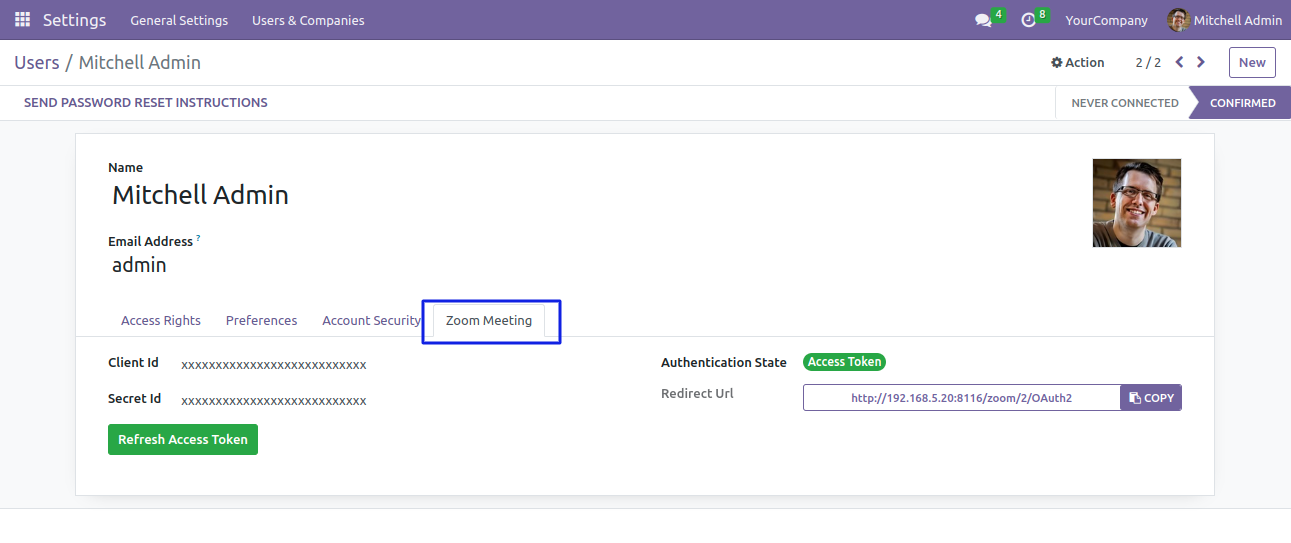 Settings General Settings Users & Companies 4 8 YourCompany Mitchell Admin
Users / Mitchell Admin Action 2 / 2 New
SEND PASSWORD RESET INSTRUCTIONS NEVER CONNECTED CONFIRMED
Name
Mitchell Admin
Email Address ?
admin
Access Rights Preferences Account Security Zoom Meeting
Client Id xxxxxxxxxxxxxxxxxxxxxxxxxxx Authentication State Access Token
Redirect Url http://192.168.5.20:8116/zoom/2/OAuth2 COPY
Secret Id xxxxxxxxxxxxxxxxxxxxxxxxxxx
Refresh Access Token